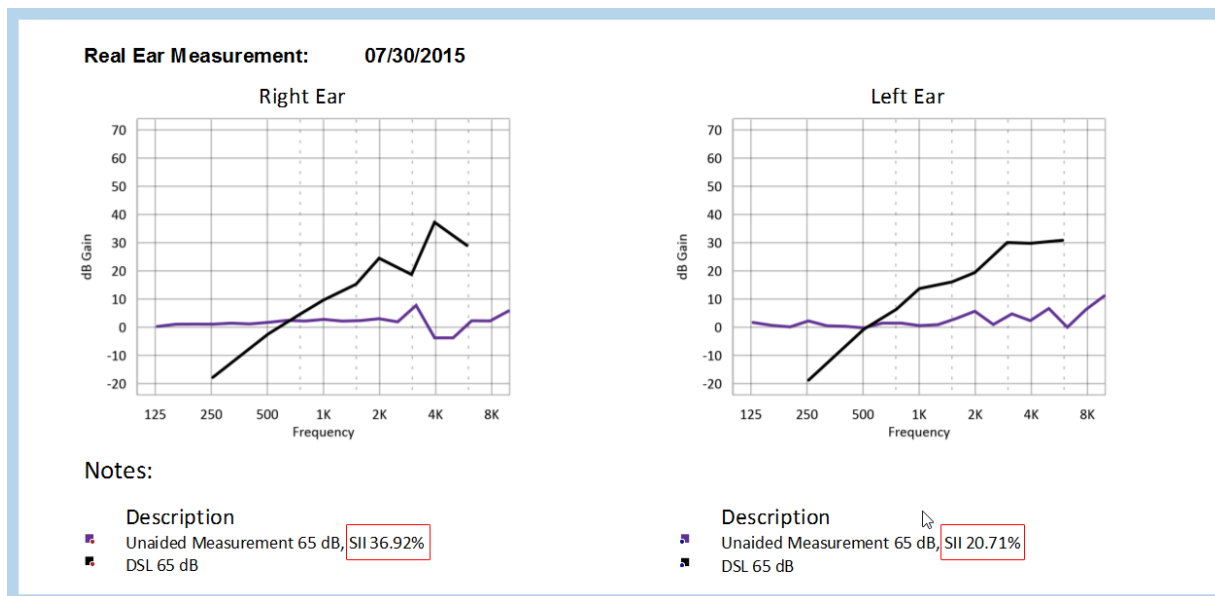 Real Ear Measurement: 07/30/2015
Right Ear
70
60
50
40
30
20
10
0
-10
-20
dB Gain
125 250 500 1K 2K 4K 8K
Frequency
Left Ear
70
60
50
40
30
20
10
0
-10
-20
dB Gain
125 250 500 1K 2K 4K 8K
Frequency
Notes:
Description
Unaided Measurement 65 dB, SII 36.92%
DSL 65 dB
Description
Unaided Measurement 65 dB, SII 20.71%
DSL 65 dB